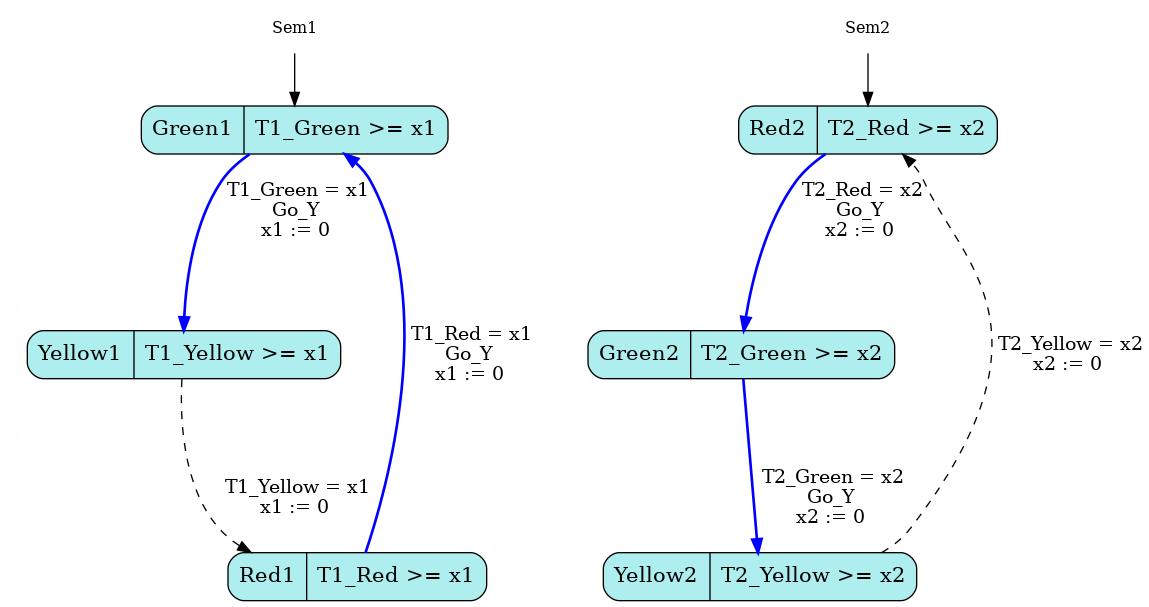 Sem1
Green1 T1_Green >= x1
T1_Green = x1
Go_Y
x1 := 0
Yellow1 T1_Yellow >= x1
T1_Red = x1
Go_Y
x1 := 0
T1_Yellow = x1
x1 := 0
Red1 T1_Red >= x1
Sem2
Red2 T2_Red >= x2
T2_Red = x2
Go_Y
x2 := 0
Green2 T2_Green >= x2
T2_Yellow = x2
x2 := 0
T2_Green = x2
Go_Y
x2 := 0
Yellow2 T2_Yellow >= x2